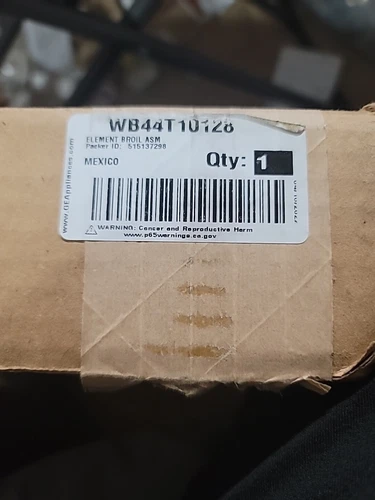 WB44T10128
ELEMENT BROIL ASM
Packer ID: 515137298
MEXICO
Qty: 1
www.GEAppliances.com
WARNING: Cancer and Reproductive Harm
www.p65warnings.ca.gov